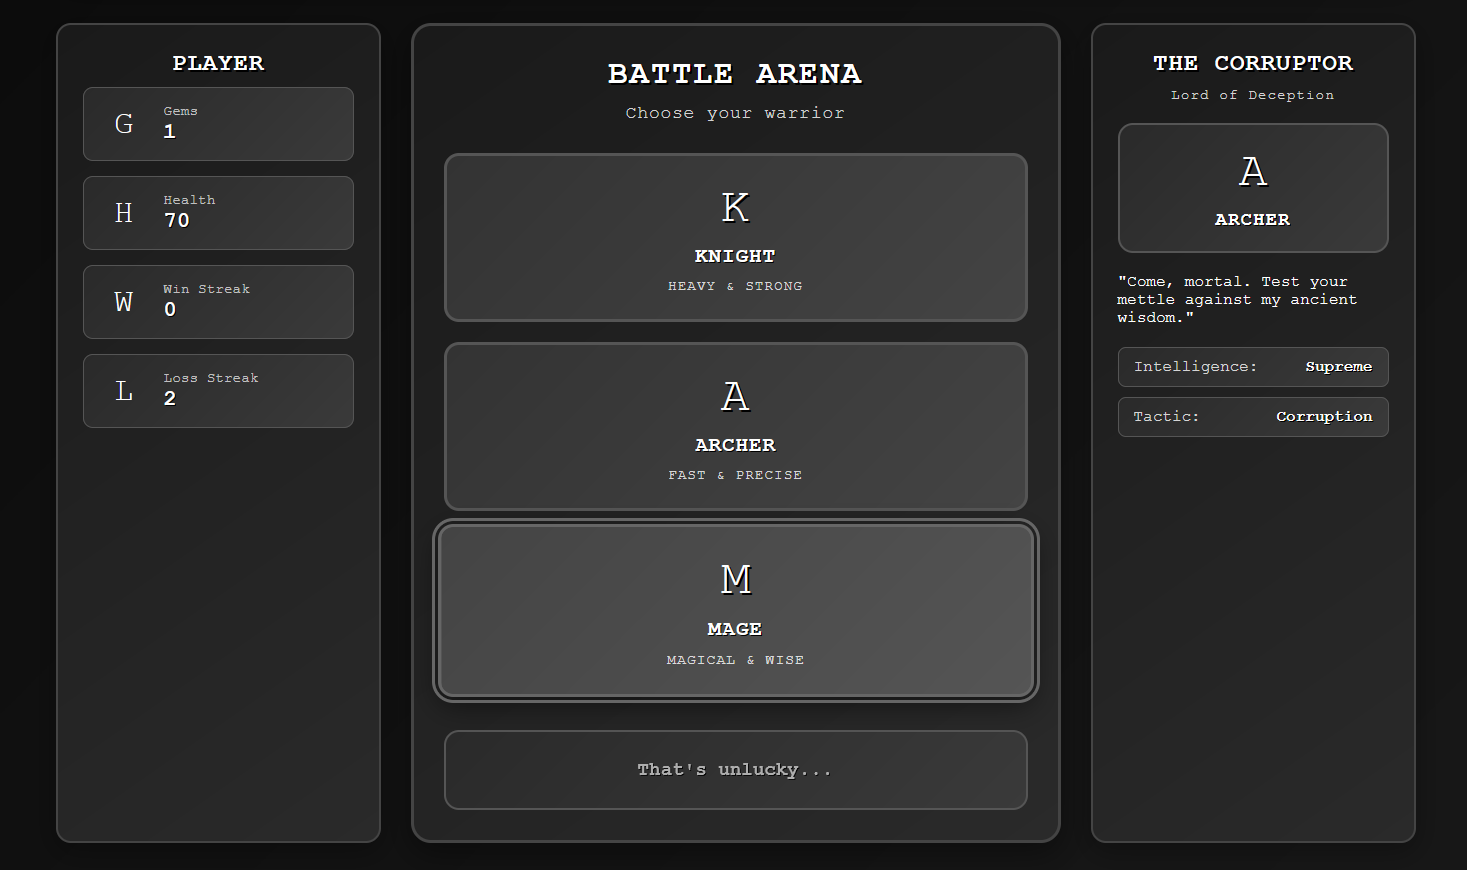 PLAYER
G
Gems
1
H
Health
70
W
Win Streak
0
L
Loss Streak
2
BATTLE ARENA
Choose your warrior
K
KNIGHT
HEAVY & STRONG
A
ARCHER
FAST & PRECISE
M
MAGE
MAGICAL & WISE
That's unlucky...
THE CORRUPTOR
Lord of Deception
A
ARCHER
"Come, mortal. Test your
mettle against my ancient
wisdom."
Intelligence: Supreme
Tactic: Corruption